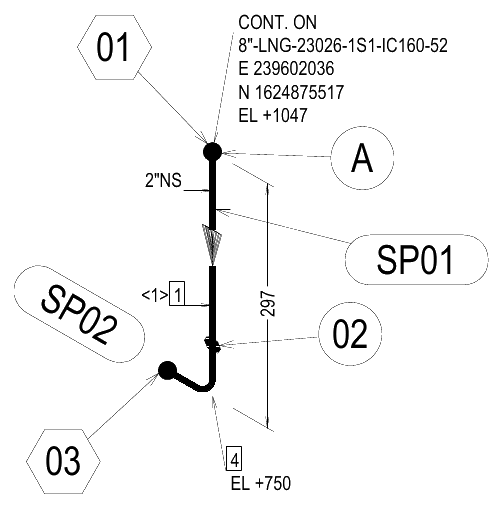 01
CONT. ON
8"-LNG-23026-1S1-IC160-52
E 239602036
N 1624875517
EL +1047
A
2"NS
SP01
<1> 1
297
SP02
02
03
4
EL +750